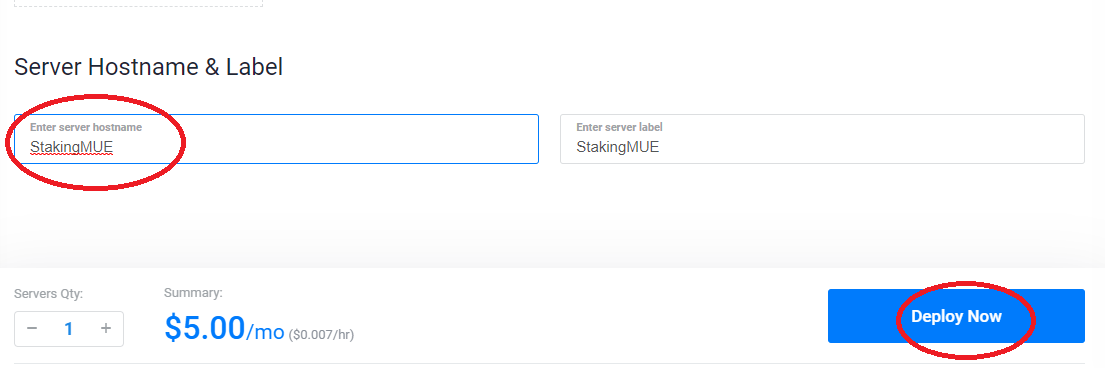 Server Hostname & Label
Enter server hostname
StakingMUE
Enter server label
StakingMUE
Servers Qty:
− 1 +
Summary:
$5.00/mo ($0.007/hr)
Deploy Now